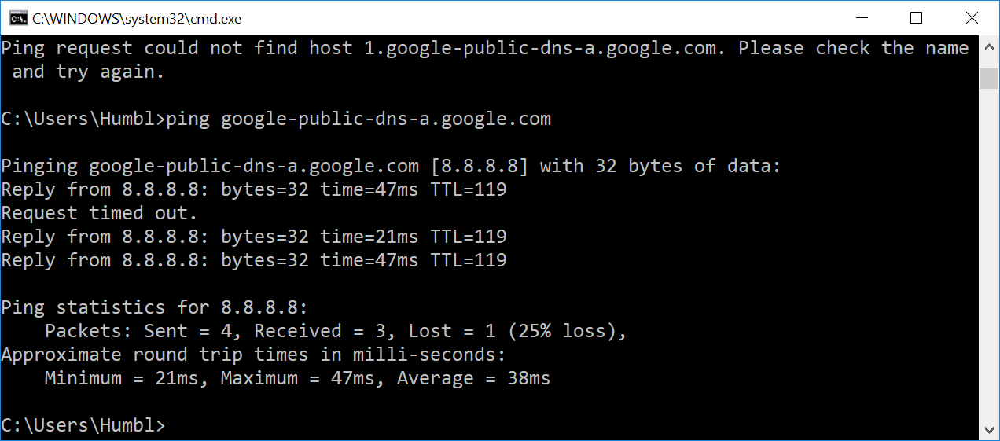 C:\WINDOWS\system32\cmd.exe
Ping request could not find host 1.google-public-dns-a.google.com. Please check the name
 and try again.
C:\Users\Humbl>ping google-public-dns-a.google.com
Pinging google-public-dns-a.google.com [8.8.8.8] with 32 bytes of data:
Reply from 8.8.8.8: bytes=32 time=47ms TTL=119
Request timed out.
Reply from 8.8.8.8: bytes=32 time=21ms TTL=119
Reply from 8.8.8.8: bytes=32 time=47ms TTL=119
Ping statistics for 8.8.8.8:
    Packets: Sent = 4, Received = 3, Lost = 1 (25% loss),
Approximate round trip times in milli-seconds:
    Minimum = 21ms, Maximum = 47ms, Average = 38ms
C:\Users\Humbl>